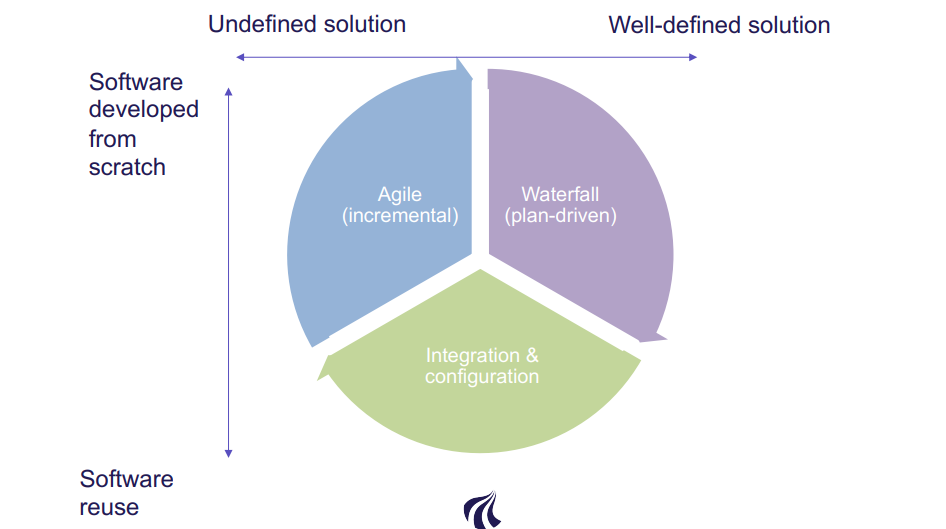 Undefined solution
Well-defined solution
Software
developed
from
scratch
Agile
(incremental)
Waterfall
(plan-driven)
Integration &
configuration
Software
reuse